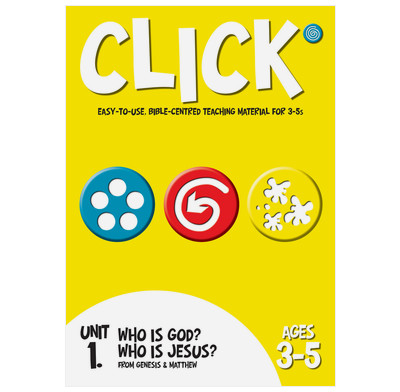 CLICK
EASY-TO-USE, BIBLE-CENTRED TEACHING MATERIAL FOR 3-5s
UNIT
1.
WHO IS GOD?
WHO IS JESUS?
FROM GENESIS & MATTHEW
AGES
3-5